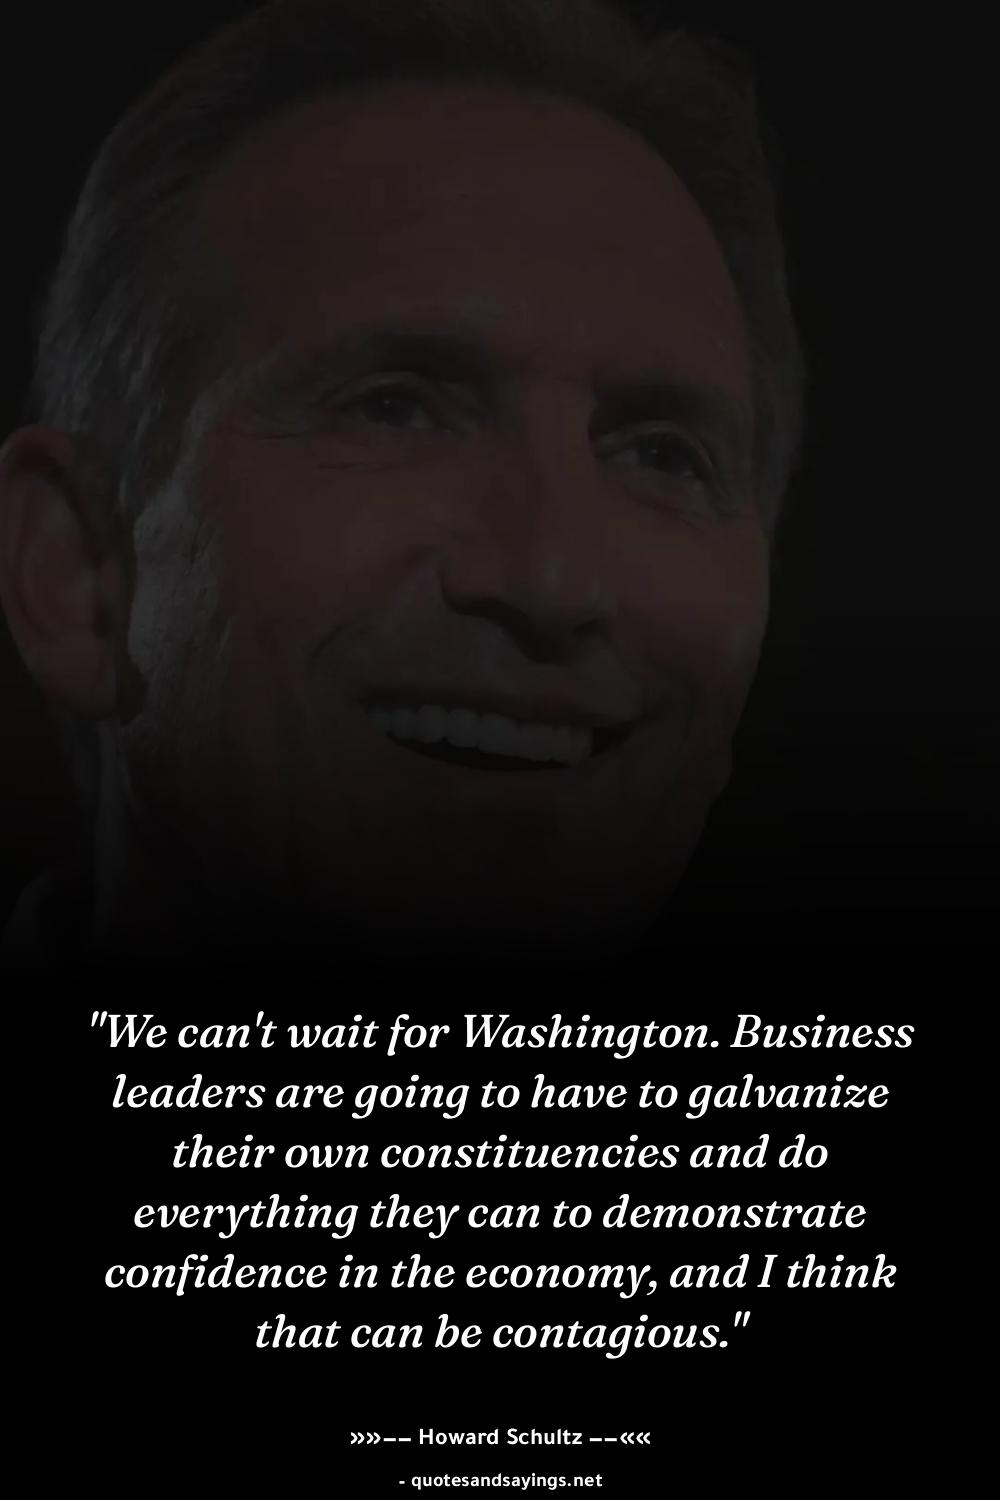 "We can't wait for Washington. Business
leaders are going to have to galvanize
their own constituencies and do
everything they can to demonstrate
confidence in the economy, and I think
that can be contagious."
»»-- Howard Schultz --««
- quotesandsayings.net